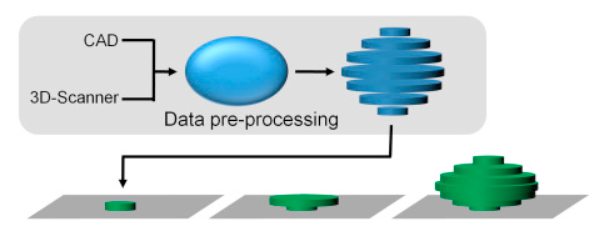 CAD
3D-Scanner
Data pre-processing